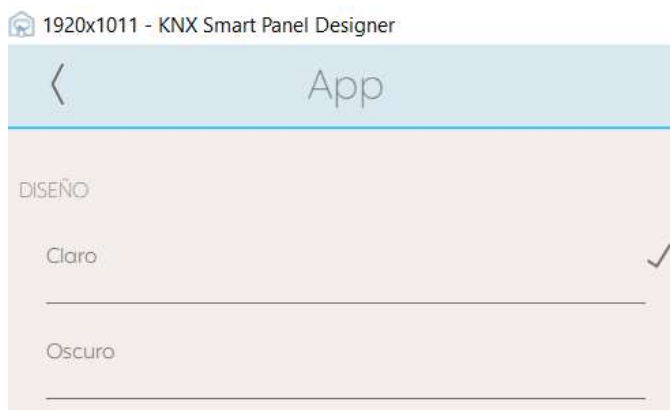 1920x1011 - KNX Smart Panel Designer
App
DISEÑO
Claro
Oscuro